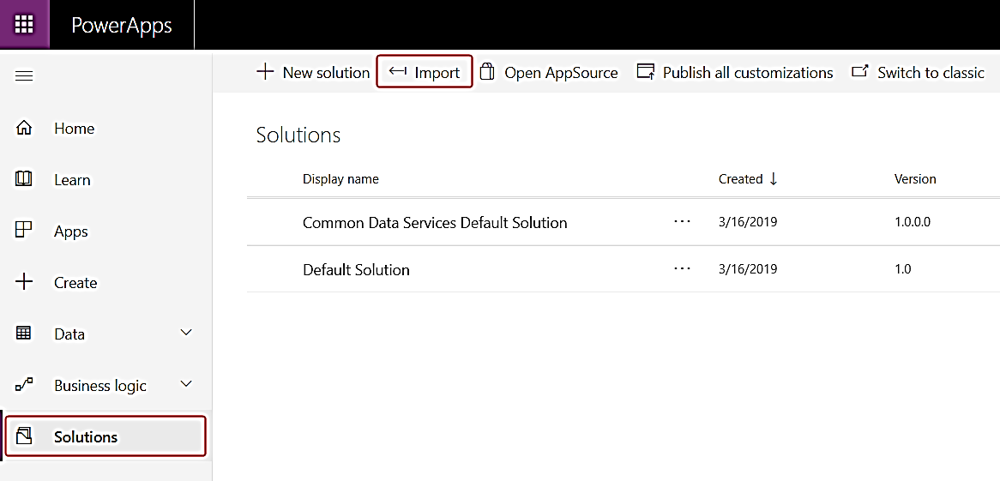 PowerApps
New solution Import Open AppSource Publish all customizations Switch to classic
Home
Learn
Apps
Create
Data
Business logic
Solutions
Solutions
Display name Created Version
Common Data Services Default Solution ... 3/16/2019 1.0.0.0
Default Solution ... 3/16/2019 1.0